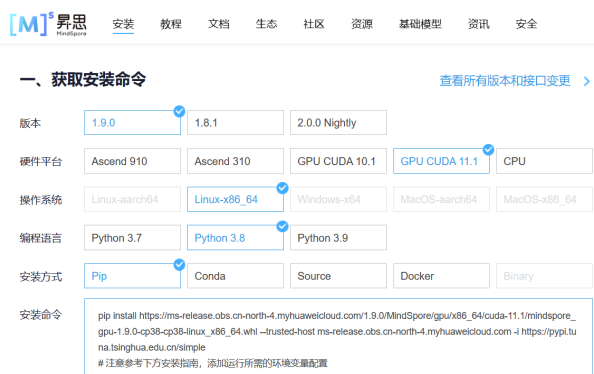 [M]s 昇思 MindSpore 安装 教程 文档 生态 社区 资源 基础模型 资讯 安全
一、获取安装命令 查看所有版本和接口变更
版本 1.9.0 1.8.1 2.0.0 Nightly
硬件平台 Ascend 910 Ascend 310 GPU CUDA 10.1 GPU CUDA 11.1 CPU
操作系统 Linux-aarch64 Linux-x86_64 Windows-x64 MacOS-aarch64 MacOS-x86_64
编程语言 Python 3.7 Python 3.8 Python 3.9
安装方式 Pip Conda Source Docker Binary
安装命令 pip install https://ms-release.obs.cn-north-4.myhuaweicloud.com/1.9.0/MindSpore/gpu/x86_64/cuda-11.1/mindspore_
gpu-1.9.0-cp38-cp38-linux_x86_64.whl --trusted-host ms-release.obs.cn-north-4.myhuaweicloud.com -i https://pypi.tu
na.tsinghua.edu.cn/simple
# 注意参考下方安装指南，添加运行所需的环境变量配置